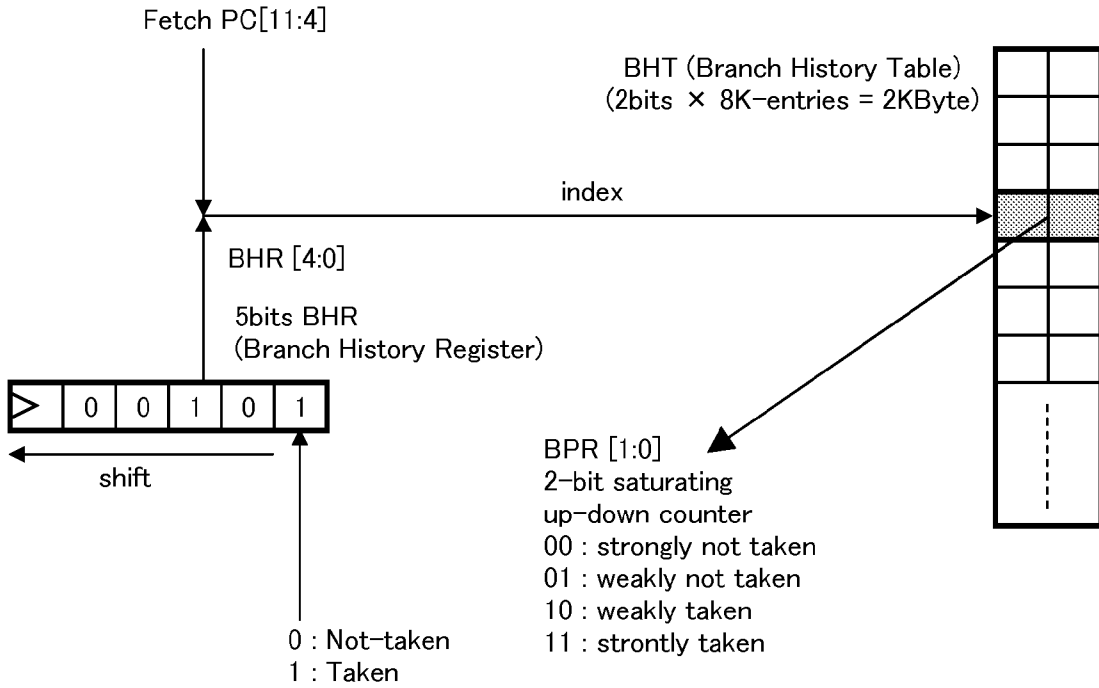 Fetch PC[11:4]
BHT (Branch History Table)
(2bits × 8K-entries = 2KByte)
index
BHR [4:0]
5bits BHR
(Branch History Register)
0 0 1 0 1
shift
BPR [1:0]
2-bit saturating
up-down counter
00 : strongly not taken
01 : weakly not taken
10 : weakly taken
11 : strontly taken
0 : Not-taken
1 : Taken